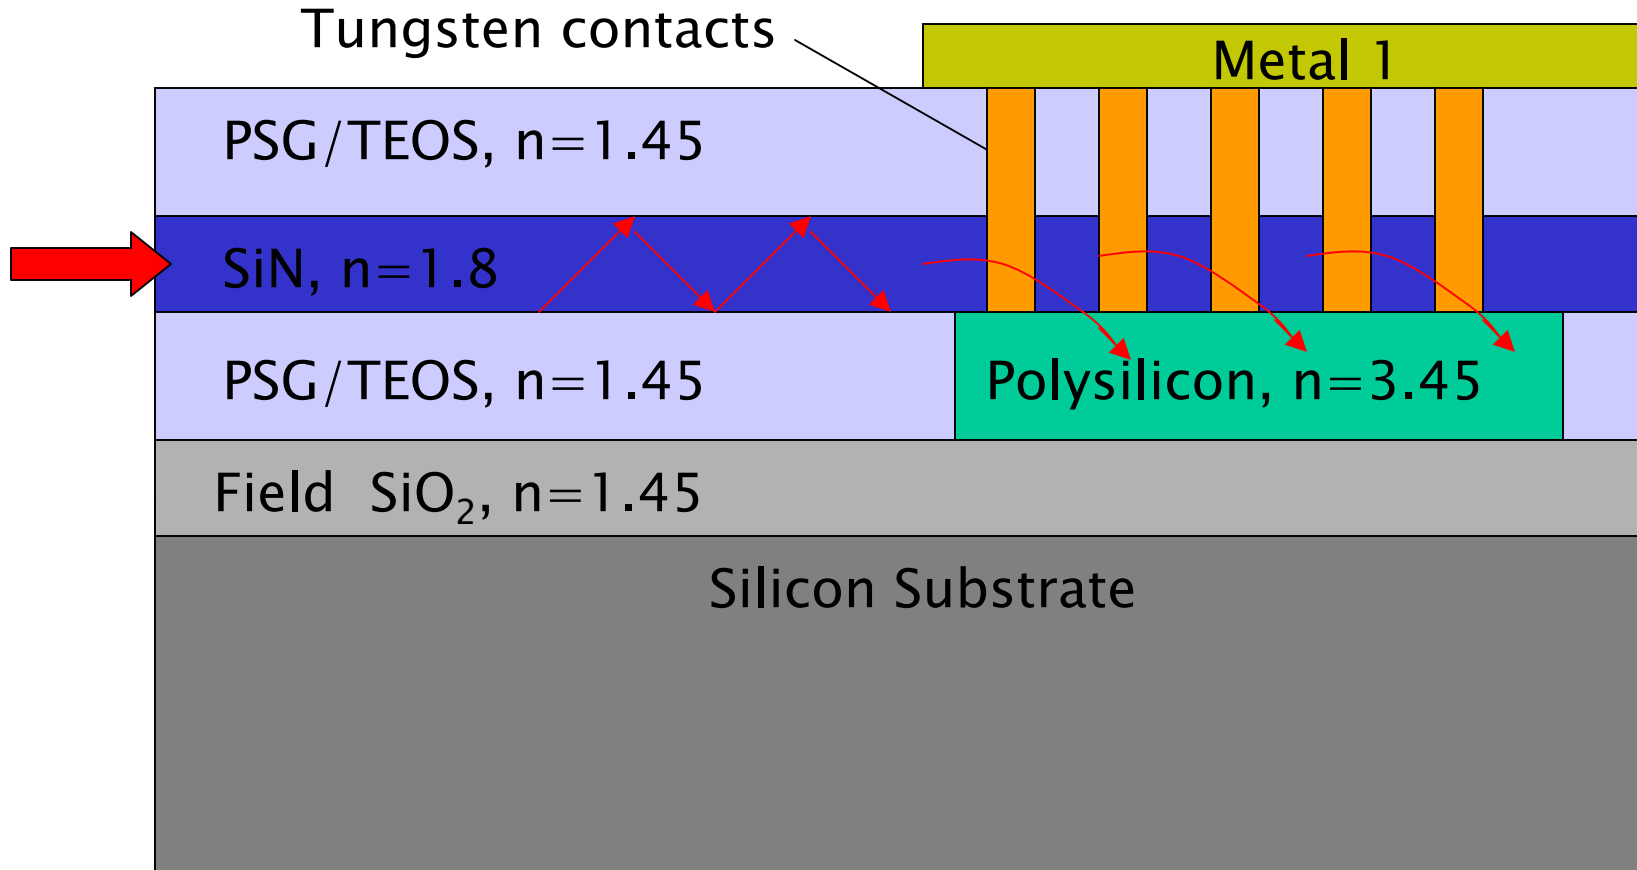 Tungsten contacts
Metal 1
PSG/TEOS, n=1.45
SiN, n=1.8
PSG/TEOS, n=1.45
Polysilicon, n=3.45
Field SiO₂, n=1.45
Silicon Substrate